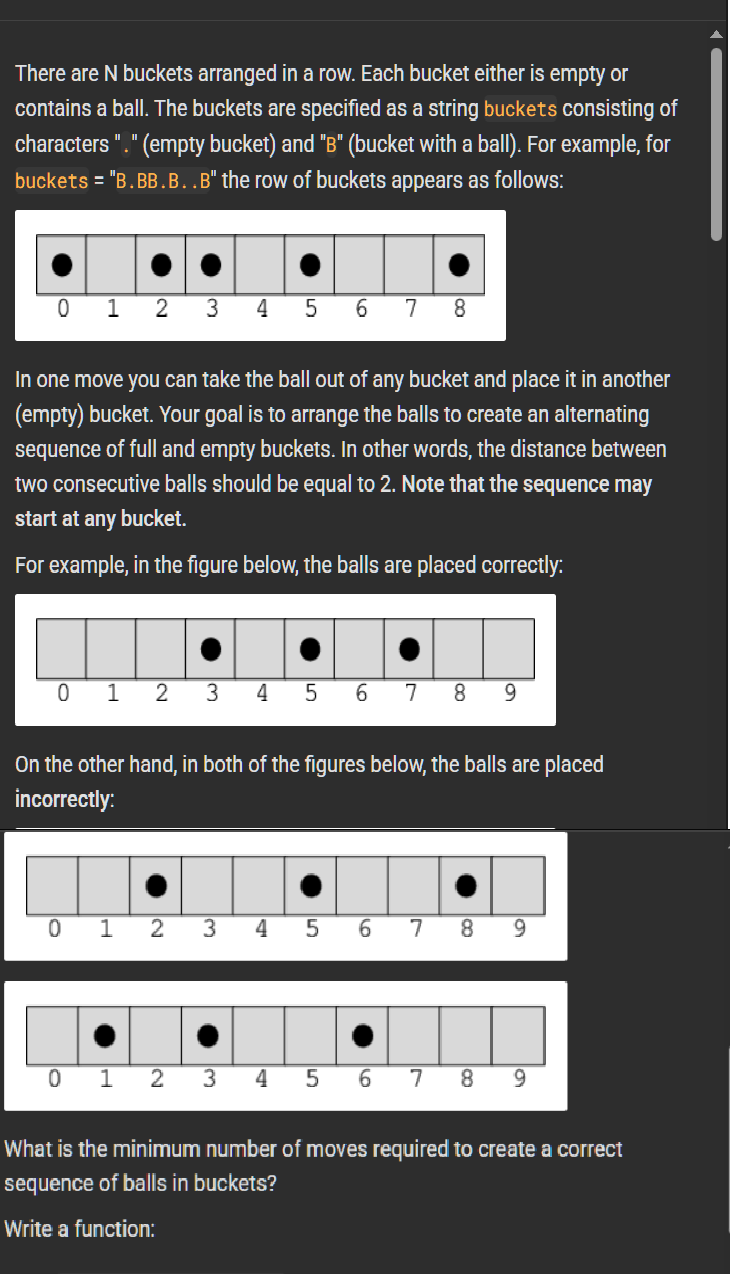 There are N buckets arranged in a row. Each bucket either is empty or
contains a ball. The buckets are specified as a string buckets consisting of
characters "." (empty bucket) and "B" (bucket with a ball). For example, for
buckets = "B.BB.B..B" the row of buckets appears as follows:
0 1 2 3 4 5 6 7 8
In one move you can take the ball out of any bucket and place it in another
(empty) bucket. Your goal is to arrange the balls to create an alternating
sequence of full and empty buckets. In other words, the distance between
two consecutive balls should be equal to 2. Note that the sequence may
start at any bucket.
For example, in the figure below, the balls are placed correctly:
0 1 2 3 4 5 6 7 8 9
On the other hand, in both of the figures below, the balls are placed
incorrectly:
0 1 2 3 4 5 6 7 8 9
0 1 2 3 4 5 6 7 8 9
What is the minimum number of moves required to create a correct
sequence of balls in buckets?
Write a function: